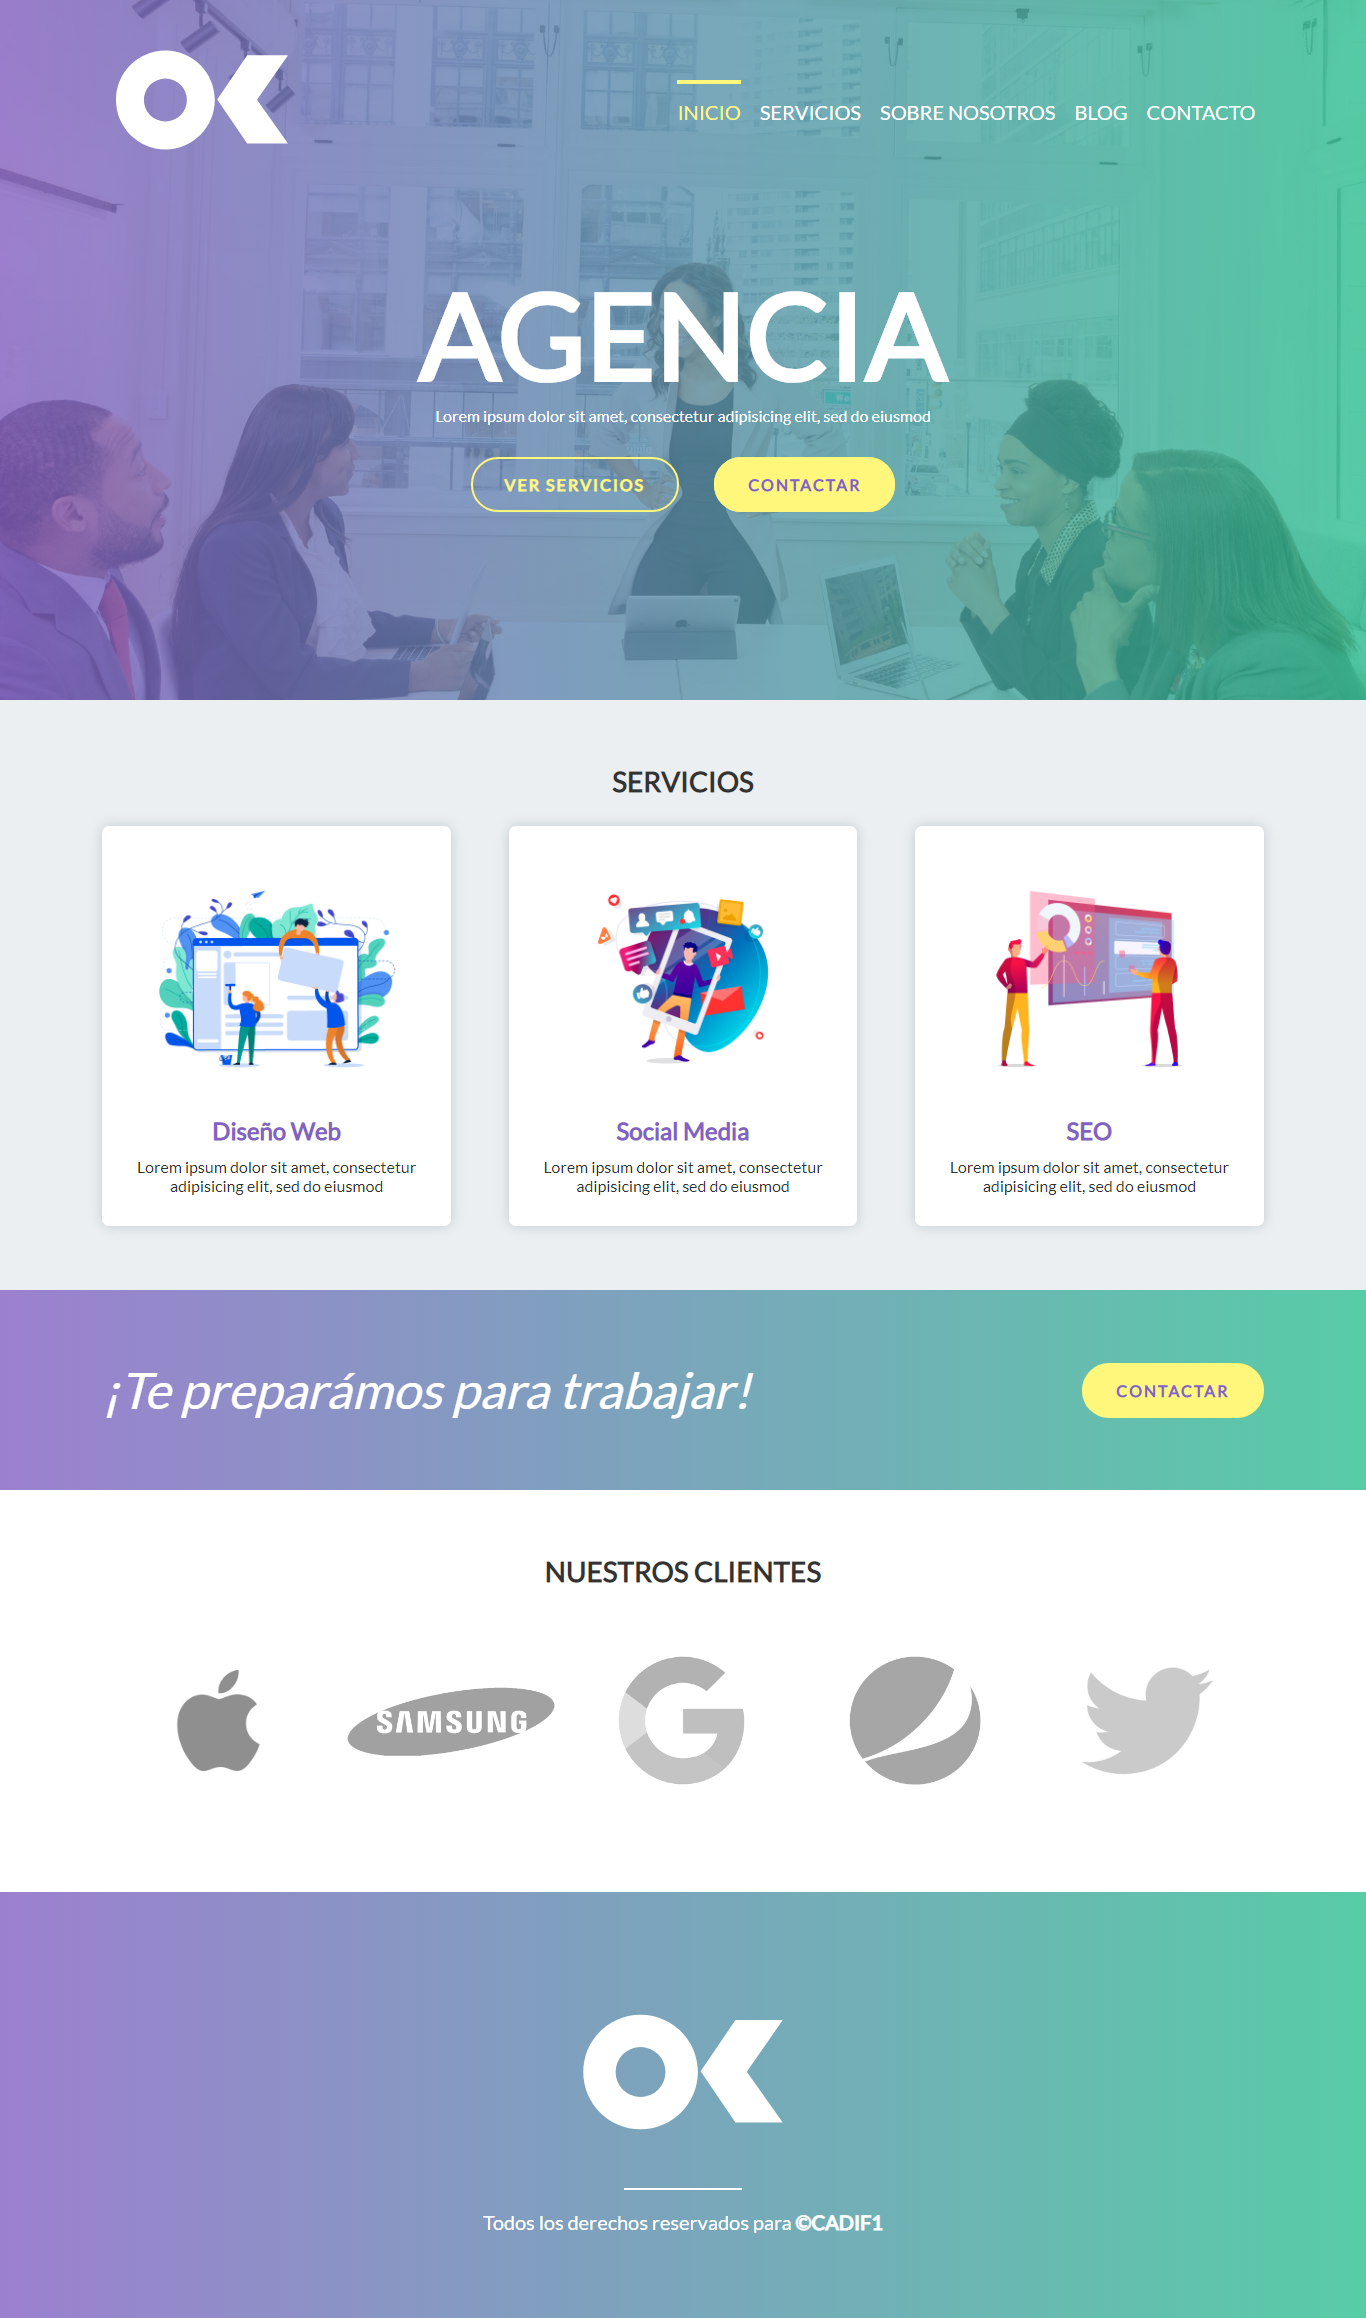 OK
INICIO SERVICIOS SOBRE NOSOTROS BLOG CONTACTO
AGENCIA
Lorem ipsum dolor sit amet, consectetur adipisicing elit, sed do eiusmod
VER SERVICIOS CONTACTAR
SERVICIOS
Diseño Web
Lorem ipsum dolor sit amet, consectetur
adipisicing elit, sed do eiusmod
Social Media
Lorem ipsum dolor sit amet, consectetur
adipisicing elit, sed do eiusmod
SEO
Lorem ipsum dolor sit amet, consectetur
adipisicing elit, sed do eiusmod
¡Te preparámos para trabajar!
CONTACTAR
NUESTROS CLIENTES
SAMSUNG
G
OK
Todos los derechos reservados para ©CADIF1